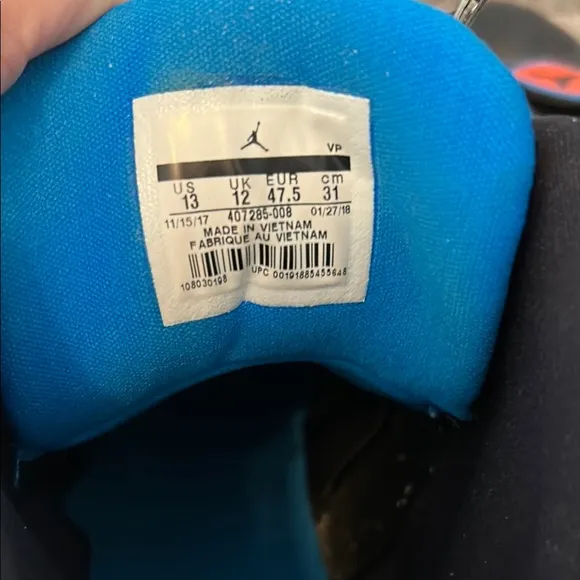 VP
US UK EUR cm
13 12 47.5 31
11/15/17 407285-008 01/27/18
MADE IN VIETNAM
FABRIQUE AU VIETNAM
108030198 UPC 00191885455648